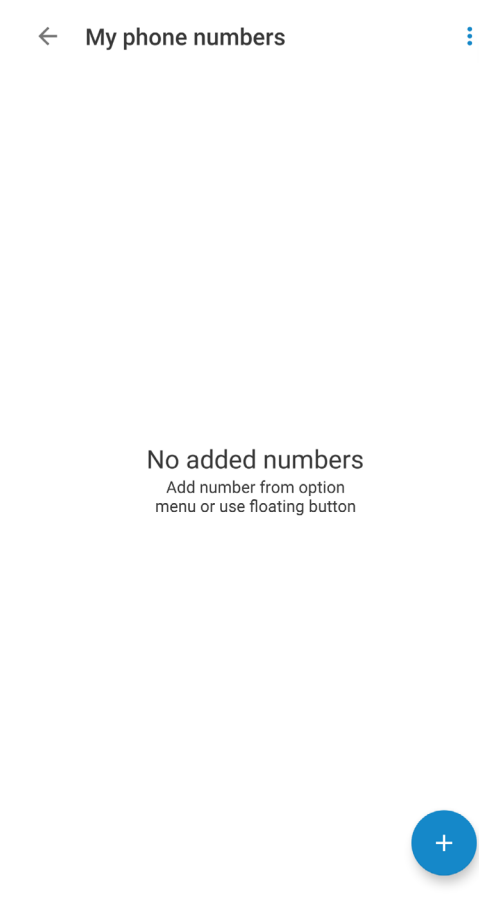 My phone numbers
No added numbers
Add number from option
menu or use floating button